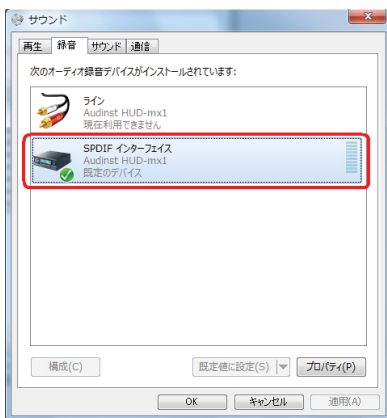 サウンド
再生 録音 サウンド 通信
次のオーディオ録音デバイスがインストールされています:
ライン
Audinst HUD-mx1
現在利用できません
SPDIF インターフェイス
Audinst HUD-mx1
既定のデバイス
構成(C) 既定値に設定(S) プロパティ(P)
OK キャンセル 適用(A)